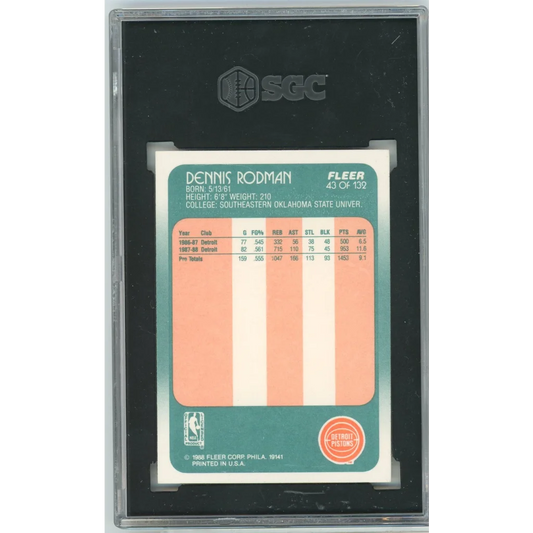 SGC
DENNIS RODMAN
FLEER
BORN: 5/13/61
43 OF 132
HEIGHT: 6'8" WEIGHT: 210
COLLEGE: SOUTHEASTERN OKLAHOMA STATE UNIVER.
Year Club G FG% REB AST STL BLK PTS AVG
1986-87 Detroit 77 .545 332 56 38 48 500 6.5
1987-88 Detroit 82 .561 715 110 75 45 953 11.6
Pro Totals 159 .555 1047 166 113 93 1453 9.1
NBA
DETROIT
PISTONS
© 1988 FLEER CORP. PHILA. 19141
PRINTED IN U.S.A.